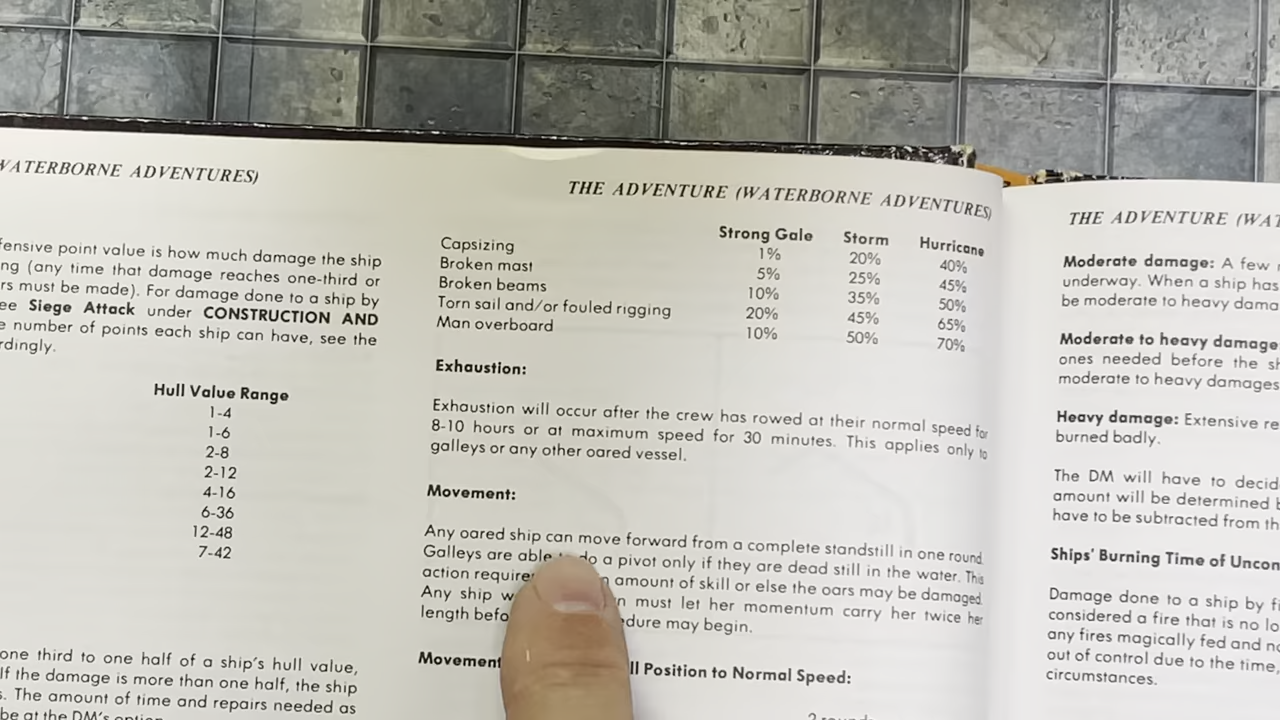 WATERBORNE ADVENTURES)
ensive point value is how much damage the ship
ng (any time that damage reaches one-third or
rs must be made). For damage done to a ship by
ee Siege Attack under CONSTRUCTION AND
number of points each ship can have, see the
rdingly.
Hull Value Range
1-4
1-6
2-8
2-12
4-16
6-36
12-48
7-42
one third to one half of a ship's hull value,
If the damage is more than one half, the ship
s. The amount of time and repairs needed as
be at the DM's option.
THE ADVENTURE (WATERBORNE ADVENTURES)
Strong Gale Storm Hurricane
Capsizing 1% 20% 40%
Broken mast 5% 25% 45%
Broken beams 10% 35% 50%
Torn sail and/or fouled rigging 20% 45% 65%
Man overboard 10% 50% 70%
Exhaustion:
Exhaustion will occur after the crew has rowed at their normal speed for
8-10 hours or at maximum speed for 30 minutes. This applies only to
galleys or any other oared vessel.
Movement:
Any oared ship can move forward from a complete standstill in one round.
Galleys are able to do a pivot only if they are dead still in the water. This
action require amount of skill or else the oars may be damaged.
Any ship w must let her momentum carry her twice her
length befo edure may begin.
Movement ll Position to Normal Speed:
THE ADVENTURE (WAT
Moderate damage: A few
underway. When a ship has
be moderate to heavy dama
Moderate to heavy damage:
ones needed before the sh
moderate to heavy damages
Heavy damage: Extensive re
burned badly.
The DM will have to decid
amount will be determined b
have to be subtracted from th
Ships' Burning Time of Uncon
Damage done to a ship by fi
considered a fire that is no lo
any fires magically fed and no
out of control due to the time,
circumstances.